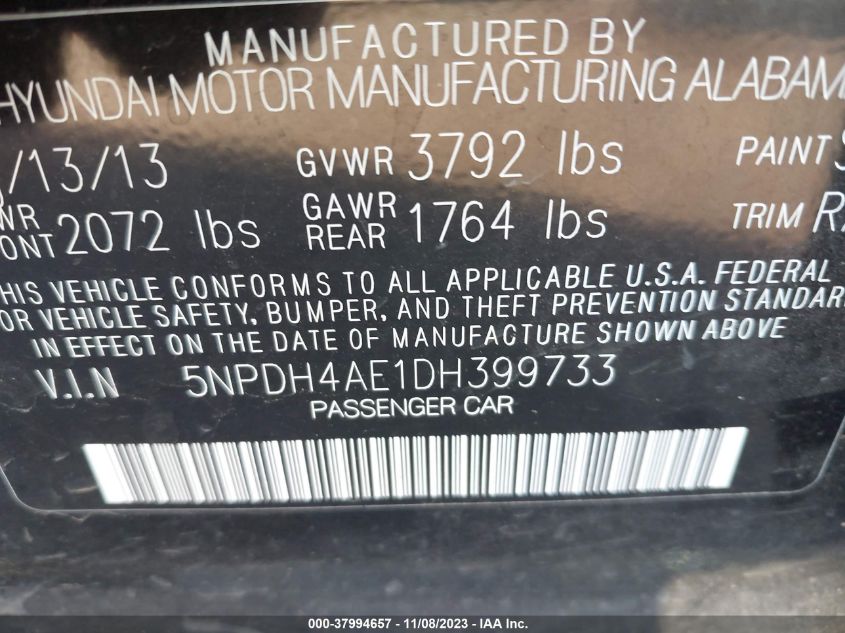 MANUFACTURED BY
HYUNDAI MOTOR MANUFACTURING ALABAM
/13/13 GVWR 3792 lbs PAINT
WR ONT 2072 lbs GAWR REAR 1764 lbs TRIM
HIS VEHICLE CONFORMS TO ALL APPLICABLE U.S.A. FEDERAL
OR VEHICLE SAFETY, BUMPER, AND THEFT PREVENTION STANDAR
IN EFFECT ON THE DATE OF MANUFACTURE SHOWN ABOVE
V.I.N 5NPDH4AE1DH399733
PASSENGER CAR
000-37994657 - 11/08/2023 - IAA Inc.